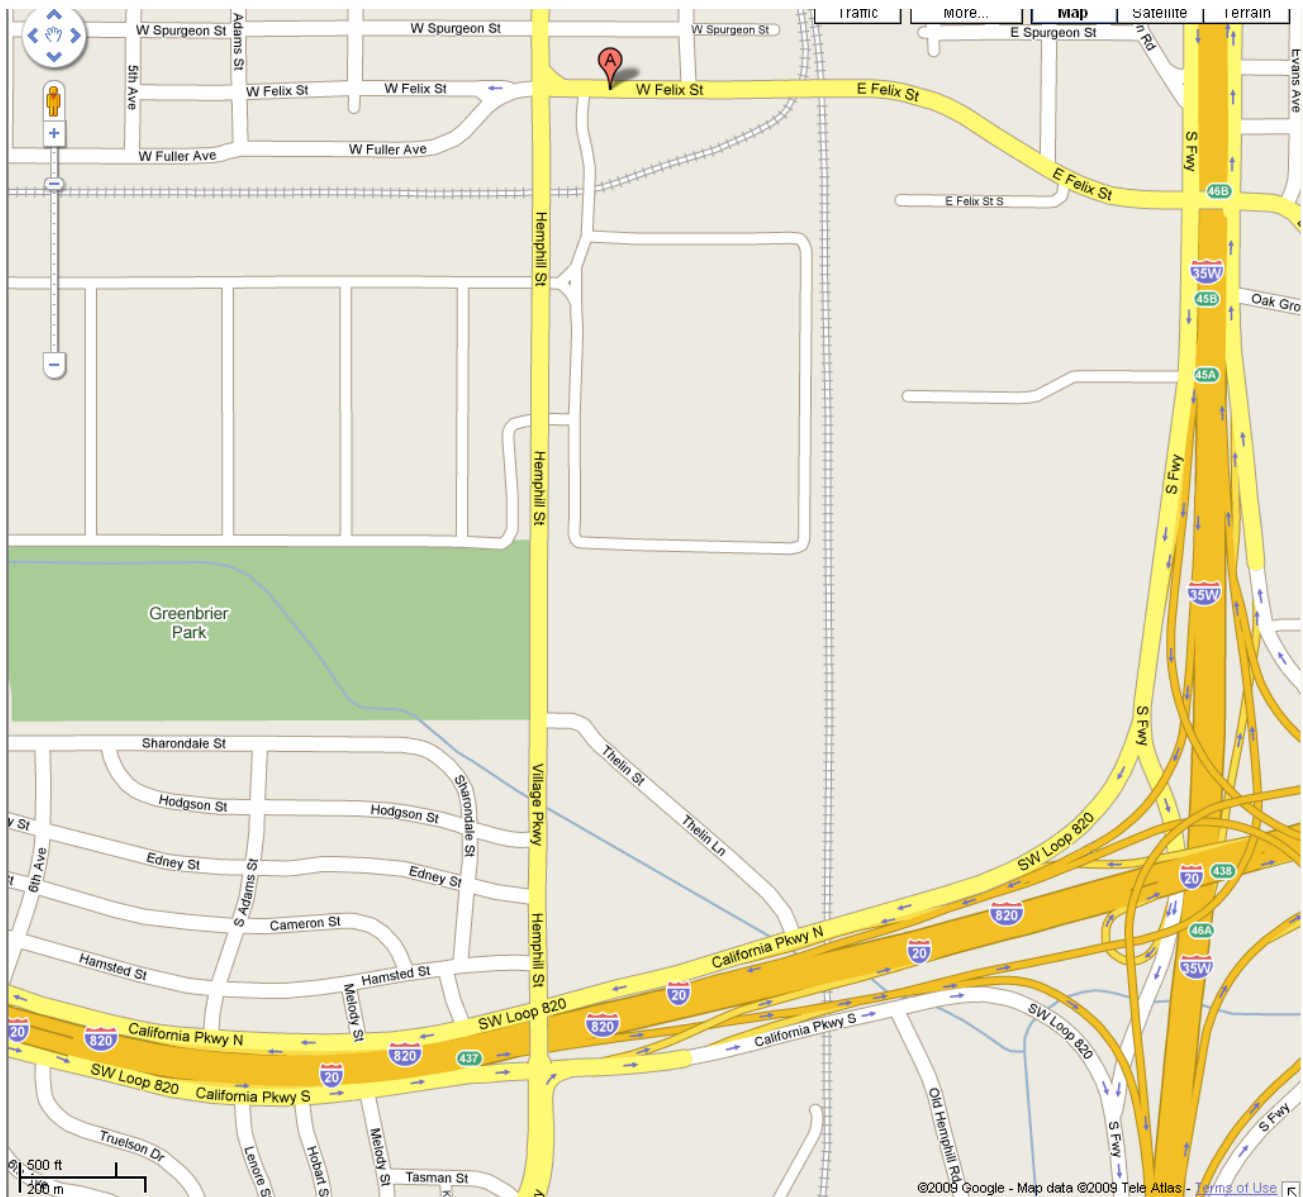 Traffic
More...
Map
Satellite
Terrain
W Spurgeon St
Adams St
W Spurgeon St
W Spurgeon St
E Spurgeon St
n Rd
Evans Ave
5th Ave
A
W Felix St
W Felix St
W Felix St
E Felix St
W Fuller Ave
W Fuller Ave
S Fwy
E Felix St
46B
E Felix St S
Hemphill St
35W
45B
Oak Gro
45A
Hemphill St
S Fwy
35W
Greenbrier
Park
S Fwy
Sharondale St
Thelin St
Village Pkwy
Sharondale St
Hodgson St
Hodgson St
y St
Thelin Ln
SW Loop 820
6th Ave
Edney St
Edney St
S Adams St
20
438
820
Cameron St
Hemphill St
California Pkwy N
46A
20
35W
Hamsted St
Hamsted St
20
Melody St
SW Loop 820
820
20
820
California Pkwy N
820
California Pkwy S
SW Loop 820
437
20
SW Loop 820
California Pkwy S
Old Hemphill Rd
Truelson Dr
Lenore S
Hobart S
Melody St
S Fwy
S Fwy
500 ft
Tasman St
200 m
©2009 Google - Map data ©2009 Tele Atlas - Terms of Use